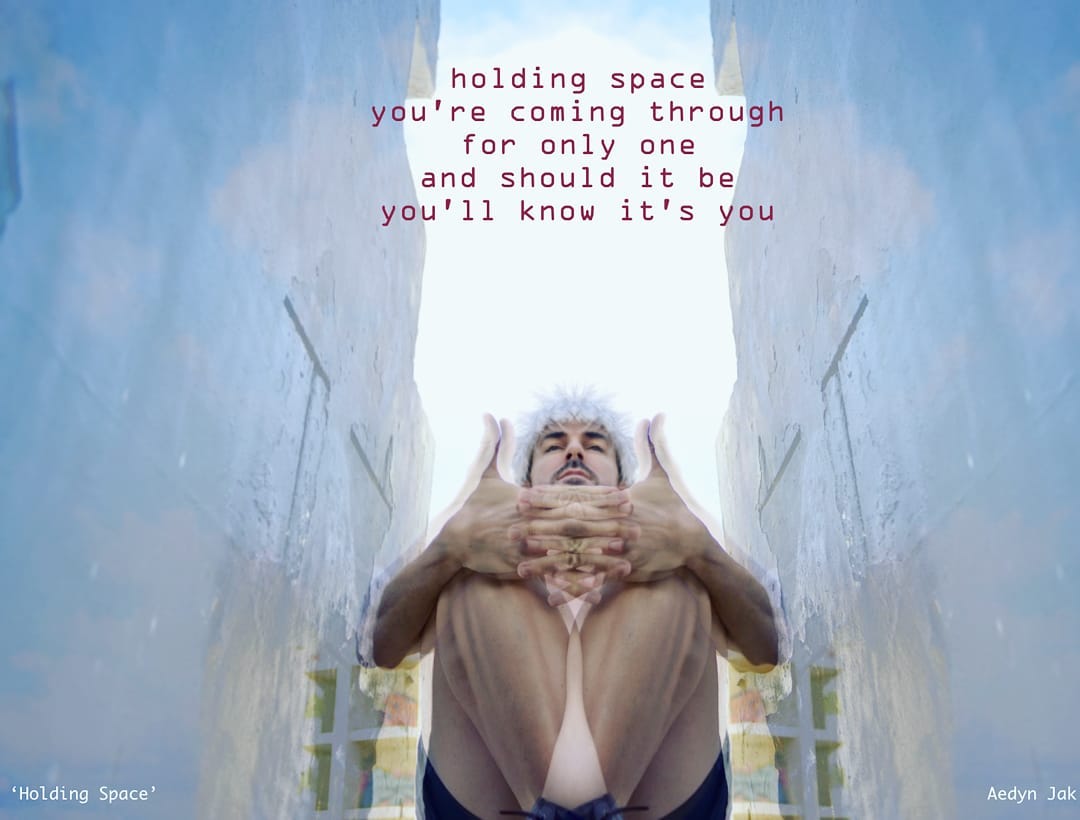 holding space
you're coming through
for only one
and should it be
you'll know it's you
‘Holding Space’
Aedyn Jak